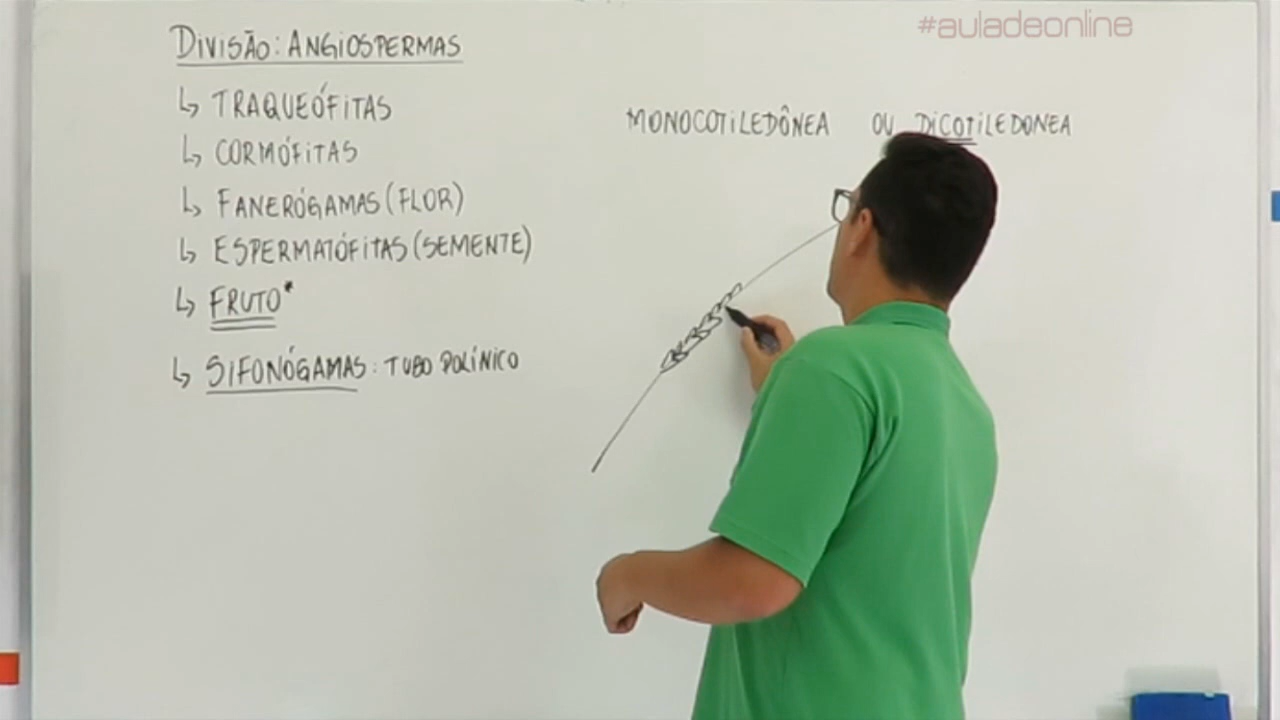 #auladeonline
DIVISÃO: ANGIOSPERMAS
↳ TRAQUEÓFITAS
↳ CORMÓFITAS
↳ FANERÓGAMAS (FLOR)
↳ ESPERMATÓFITAS (SEMENTE)
↳ FRUTO*
↳ SIFONÓGAMAS: TUBO POLÍNICO
MONOCOTILEDÔNEA OU DICOTILEDONEA